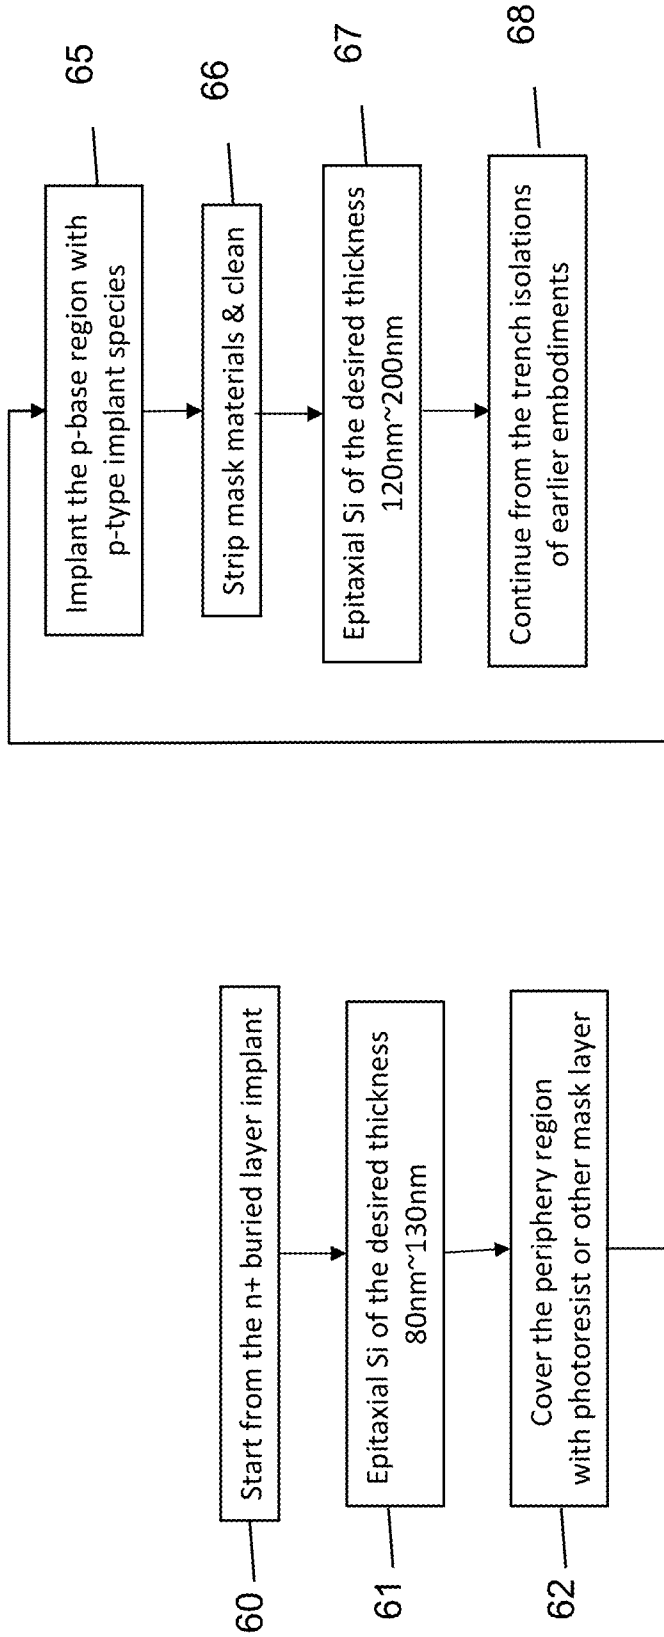 60
Start from the n+ buried layer implant
61
Epitaxial Si of the desired thickness
80nm~130nm
62
Cover the periphery region
with photoresist or other mask layer
65
Implant the p-base region with
p-type implant species
66
Strip mask materials & clean
67
Epitaxial Si of the desired thickness
120nm~200nm
68
Continue from the trench isolations
of earlier embodiments